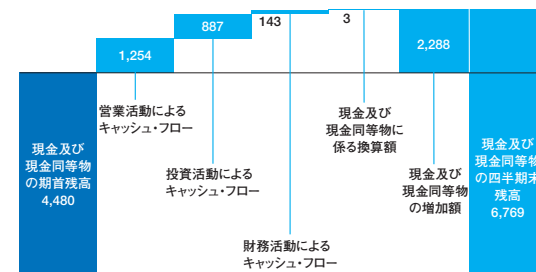 1,254
887
143
3
2,288
営業活動による
キャッシュ・フロー
投資活動による
キャッシュ・フロー
財務活動による
キャッシュ・フロー
現金及び
現金同等物に
係る換算額
現金及び
現金同等物
の増加額
現金及び
現金同等物
の期首残高
4,480
現金及び
現金同等物
の四半期末
残高
6,769